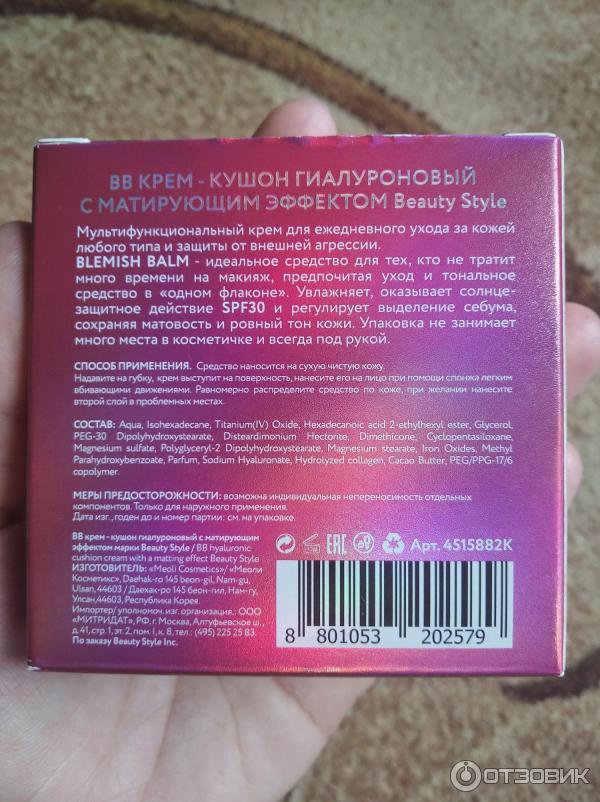 ВВ КРЕМ - КУШОН ГИАЛУРОНОВЫЙ
С МАТИРУЮЩИМ ЭФФЕКТОМ Beauty Style
Мультифункциональный крем для ежедневного ухода за кожей
любого типа и защиты от внешней агрессии.
BLEMISH BALM - идеальное средство для тех, кто не тратит
много времени на макияж, предпочитая уход и тональное
средство в «одном флаконе». Увлажняет, оказывает солнце-
защитное действие SPF30 и регулирует выделение себума,
сохраняя матовость и ровный тон кожи. Упаковка не занимает
много места в косметичке и всегда под рукой.
СПОСОБ ПРИМЕНЕНИЯ. Средство наносится на сухую чистую кожу.
Надавите на губку, крем выступит на поверхность, нанесите его на лицо при помощи спонжа легким
вбивающими движениями. Равномерно распределите средство по коже, при желании нанесите
второй слой в проблемных местах.
СОСТАВ: Aqua, Isohexadecane, Titanium(IV) Oxide, Hexadecanoic acid 2-ethylhexyl ester, Glycerol,
PEG-30 Dipolyhydroxystearate, Disteardimonium Hectorite, Dimethicone, Cyclopentasiloxane,
Magnesium sulfate, Polyglyceryl-2 Dipolyhydroxystearate, Magnesium stearate, Iron Oxides, Methyl
Parahydroxybenzoate, Parfum, Sodium Hyaluronate, Hydrolyzed collagen, Cacao Butter, PEG/PPG-17/6
copolymer.
МЕРЫ ПРЕДОСТОРОЖНОСТИ: возможна индивидуальная непереносимость отдельных
компонентов. Только для наружного применения.
Дата изг., годен до и номер партии: см. на упаковке.
ВВ крем - кушон гиалуроновый с матирующим
эффектом марки Beauty Style / BB hyaluronic
cushion cream with a matting effect Beauty Style
ИЗГОТОВИТЕЛЬ: «Meoli Cosmetics»/ «Меоли
Косметикс», Daehak-ro 145 beon-gil, Nam-gu,
Ulsan, 44603 / Даехак-ро 145 беон-гил, Нам-гу,
Улсан, 44603, Республика Корея.
Импортер/ уполномоч. изг. организация.: ООО
«МИТРИДАТ», РФ, г. Москва, Алтуфьевское ш.,
д. 41, стр. 1, эт. 2, пом. I, к. 8, тел.: (495) 225 25 83.
По заказу Beauty Style Inc.
EAC
Арт. 4515882K
8 801053 202579
ОТЗОВИК